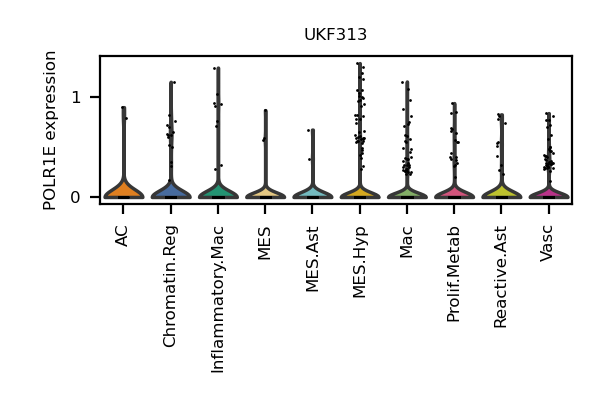 UKF313
POLR1E expression
1
0
AC
Chromatin.Reg
Inflammatory.Mac
MES
MES.Ast
MES.Hyp
Mac
Prolif.Metab
Reactive.Ast
Vasc